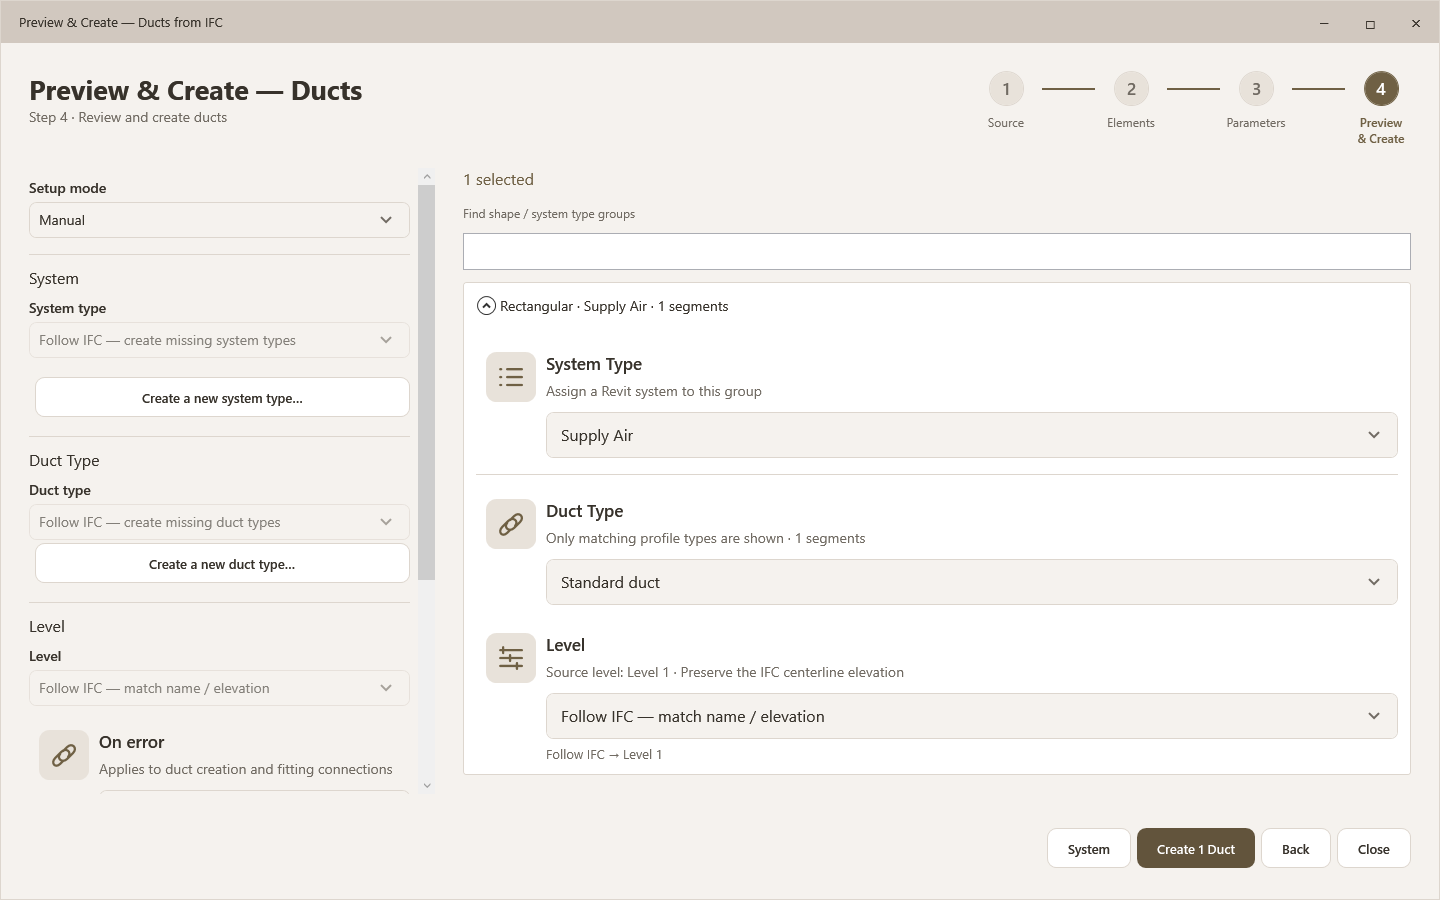 Preview & Create — Ducts from IFC
Preview & Create — Ducts
Step 4 · Review and create ducts
1
2
3
4
Source
Elements
Parameters
Preview
& Create
Setup mode
Manual
System
System type
Follow IFC — create missing system types
Create a new system type...
Duct Type
Duct type
Follow IFC — create missing duct types
Create a new duct type...
Level
Level
Follow IFC — match name / elevation
On error
Applies to duct creation and fitting connections
1 selected
Find shape / system type groups
Rectangular · Supply Air · 1 segments
System Type
Assign a Revit system to this group
Supply Air
Duct Type
Only matching profile types are shown · 1 segments
Standard duct
Level
Source level: Level 1 · Preserve the IFC centerline elevation
Follow IFC — match name / elevation
Follow IFC → Level 1
System
Create 1 Duct
Back
Close